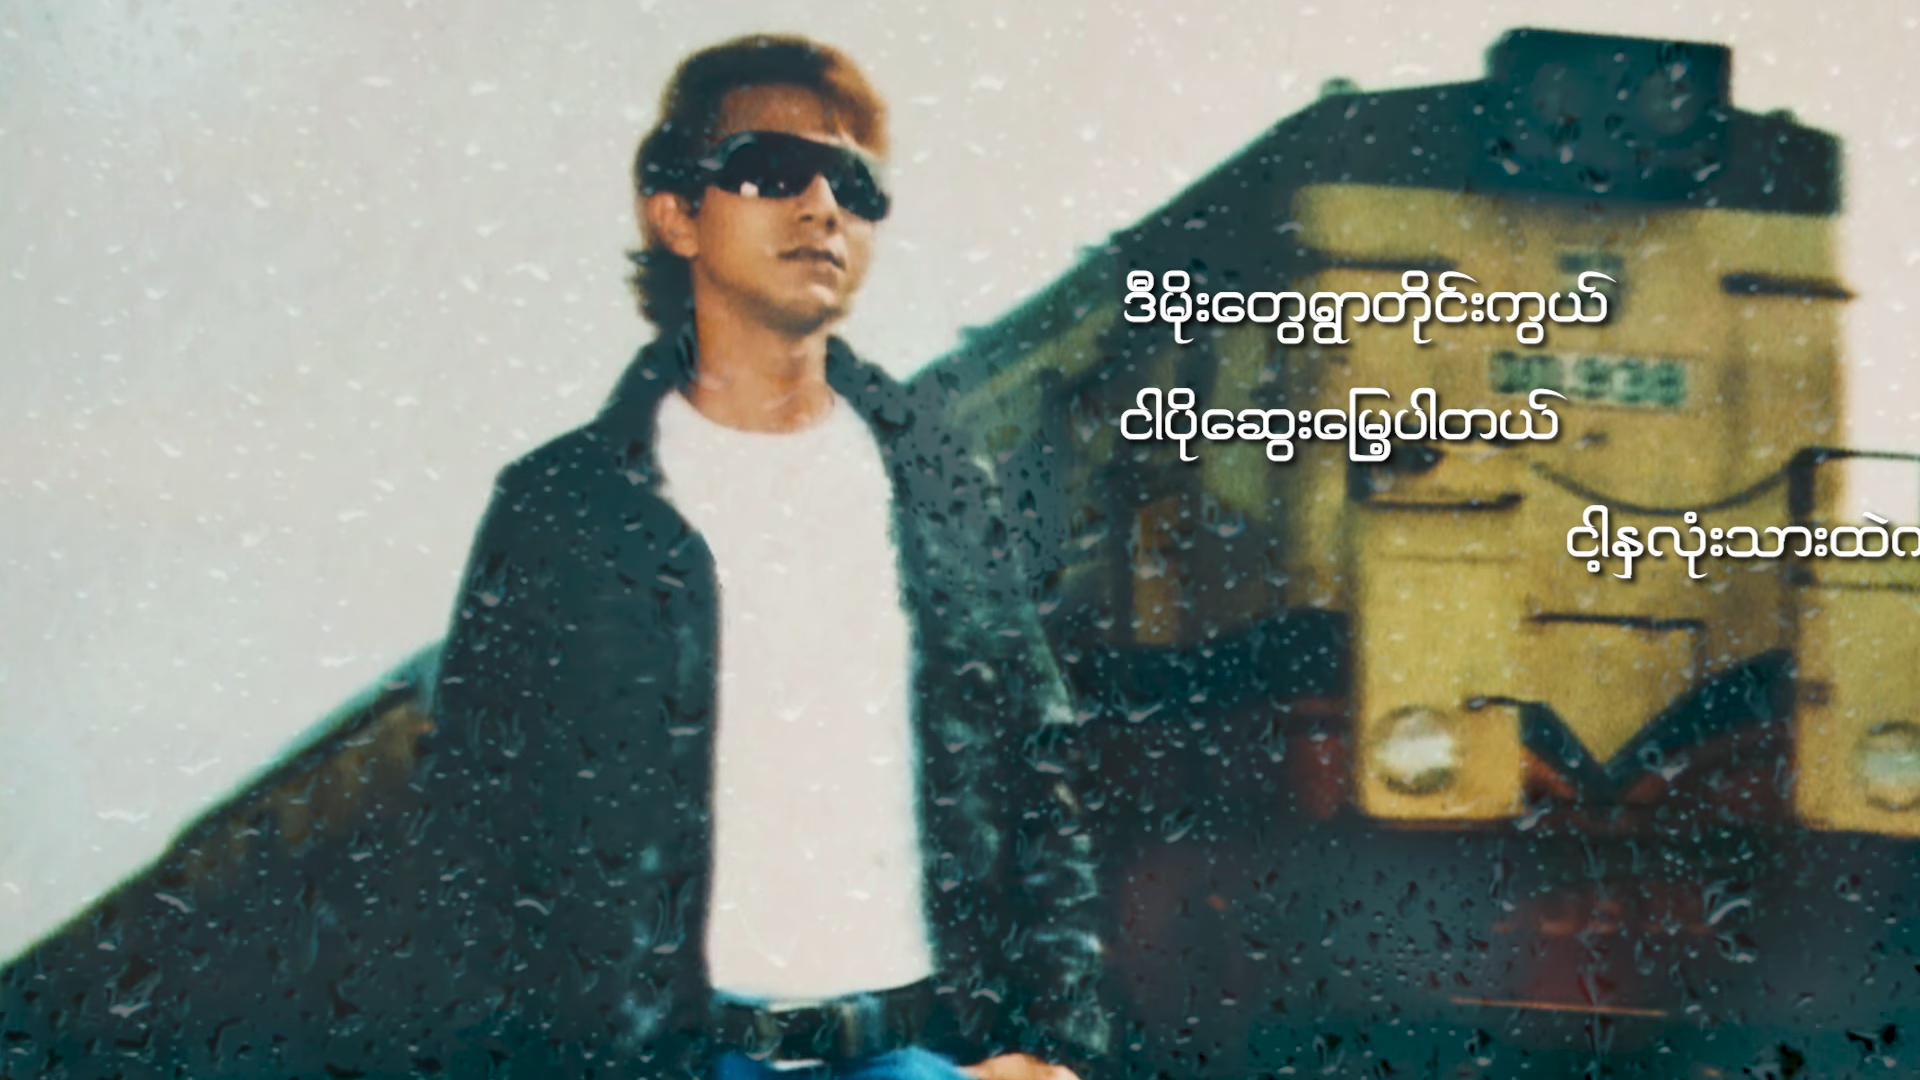 ဒီမိုးတွေရွာတိုင်းကွယ်
ငါပိုဆွေးမြွေ့ပါတယ်
ငါ့နှလုံးသားထဲက